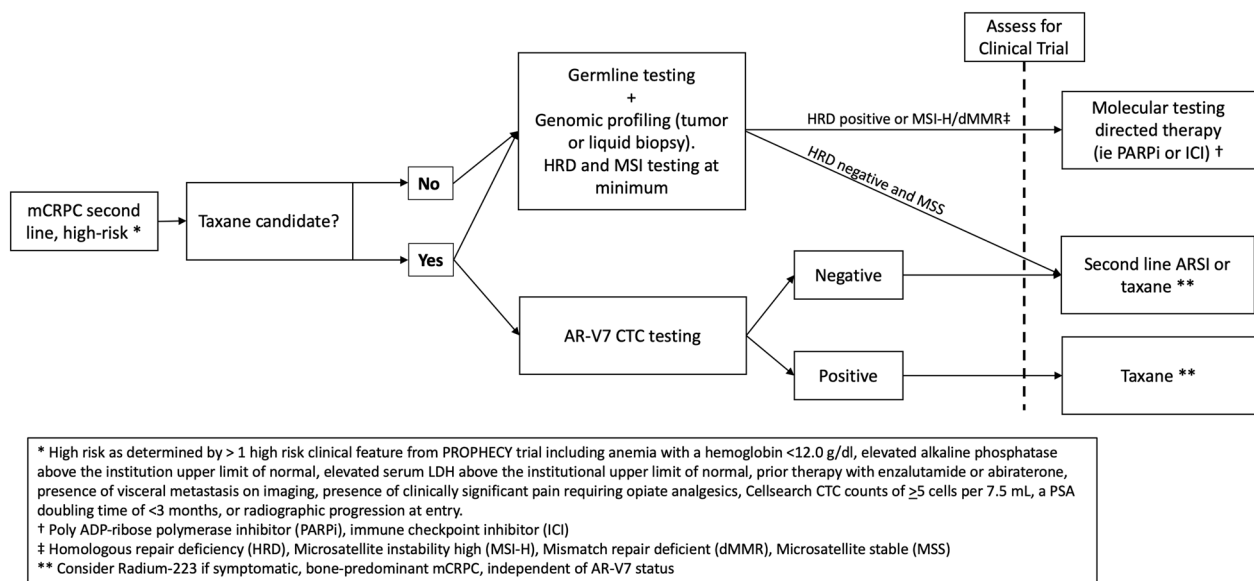 Assess for
Clinical Trial
Germline testing
+
Genomic profiling (tumor
or liquid biopsy).
HRD and MSI testing at
minimum
HRD positive or MSI-H/dMMR‡
Molecular testing
directed therapy
(ie PARPi or ICI) †
HRD negative and MSS
mCRPC second
line, high-risk *
Taxane candidate?
No
Yes
Negative
Second line ARSI or
taxane **
AR-V7 CTC testing
Positive
Taxane **
* High risk as determined by > 1 high risk clinical feature from PROPHECY trial including anemia with a hemoglobin <12.0 g/dl, elevated alkaline phosphatase
above the institution upper limit of normal, elevated serum LDH above the institutional upper limit of normal, prior therapy with enzalutamide or abiraterone,
presence of visceral metastasis on imaging, presence of clinically significant pain requiring opiate analgesics, Cellsearch CTC counts of ≥5 cells per 7.5 mL, a PSA
doubling time of <3 months, or radiographic progression at entry.
† Poly ADP-ribose polymerase inhibitor (PARPi), immune checkpoint inhibitor (ICI)
‡ Homologous repair deficiency (HRD), Microsatellite instability high (MSI-H), Mismatch repair deficient (dMMR), Microsatellite stable (MSS)
** Consider Radium-223 if symptomatic, bone-predominant mCRPC, independent of AR-V7 status